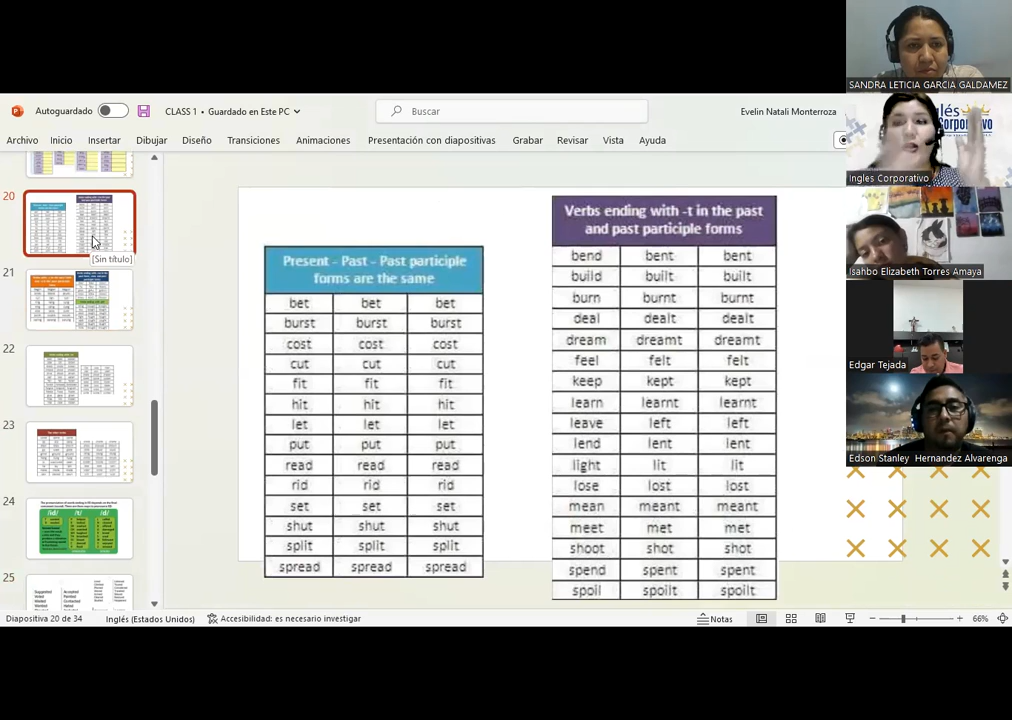 SANDRA LETICIA GARCIA GALDAMEZ
Autoguardado
CLASS 1 • Guardado en Este PC
Buscar
Evelin Natali Monterroza
Archivo Inicio Insertar Dibujar Diseño Transiciones Animaciones Presentación con diapositivas Grabar Revisar Vista Ayuda
Ingles Corporativo
Isahbo Elizabeth Torres Amaya
Edgar Tejada
Edson Stanley Hernandez Alvarenga
20
[Sin título]
21
22
23
24
25
Present - Past - Past participle
forms are the same
bet bet bet
burst burst burst
cost cost cost
cut cut cut
fit fit fit
hit hit hit
let let let
put put put
read read read
rid rid rid
set set set
shut shut shut
split split split
spread spread spread
Verbs ending with -t in the past
and past participle forms
bend bent bent
build built built
burn burnt burnt
deal dealt dealt
dream dreamt dreamt
feel felt felt
keep kept kept
learn learnt learnt
leave left left
lend lent lent
light lit lit
lose lost lost
mean meant meant
meet met met
shoot shot shot
spend spent spent
spoil spoilt spoilt
Diapositiva 20 de 34
Inglés (Estados Unidos)
Accesibilidad: es necesario investigar
Notas
66%